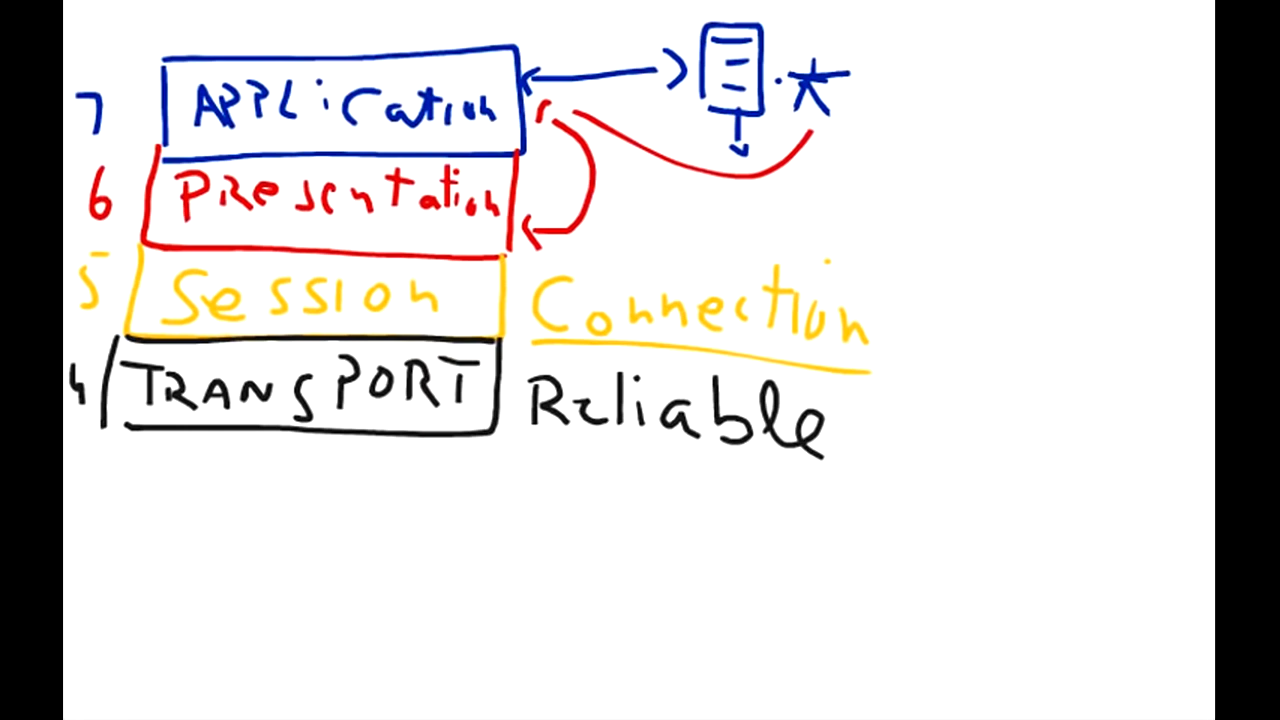 7 Application
6 Presentation
5 Session Connection
4 TRANSPORT Reliable